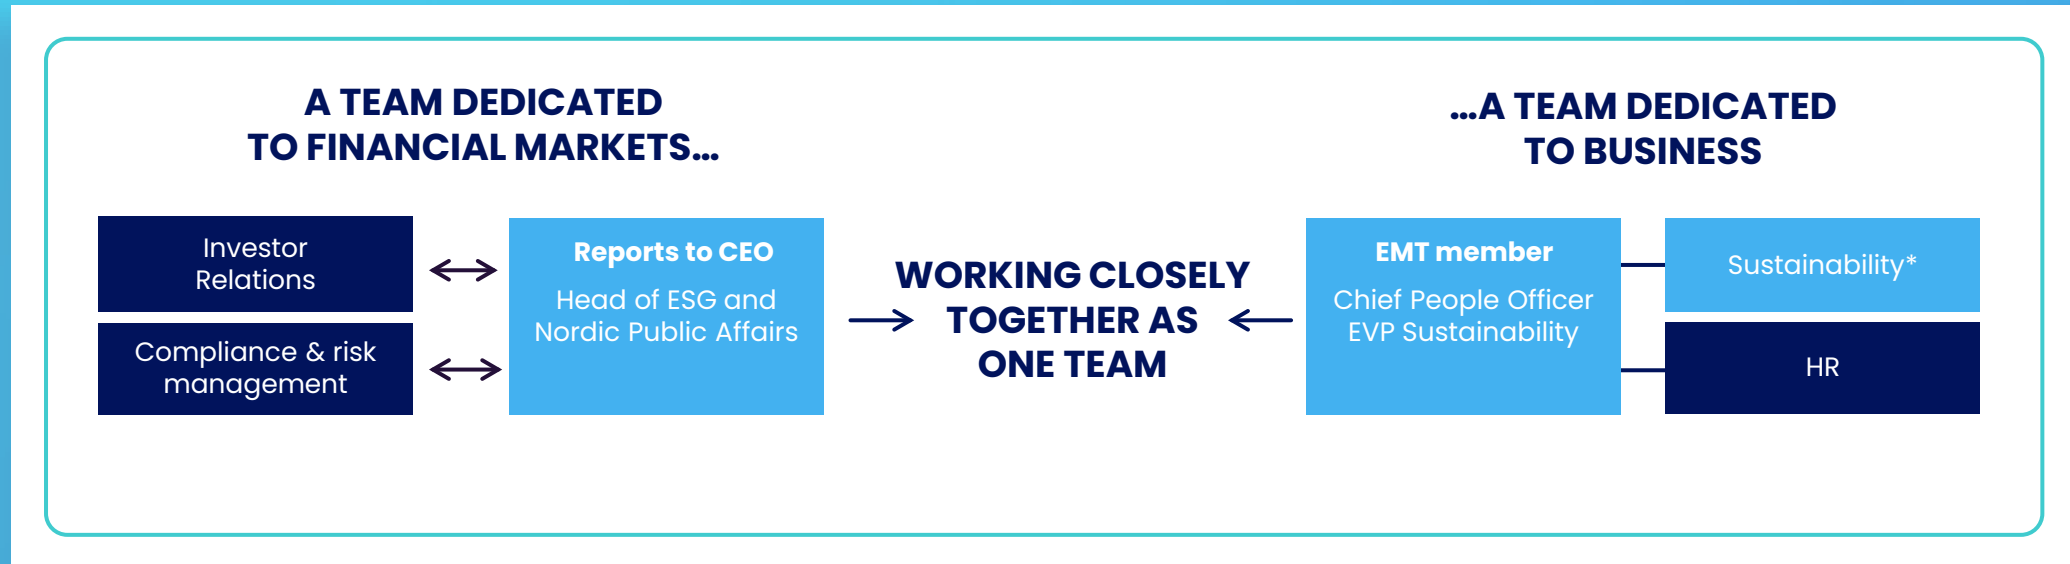 A TEAM DEDICATED
TO FINANCIAL MARKETS...
...A TEAM DEDICATED
TO BUSINESS
Investor
Relations
Compliance & risk
management
Reports to CEO
Head of ESG and
Nordic Public Affairs
WORKING CLOSELY
TOGETHER AS
ONE TEAM
EMT member
Chief People Officer
EVP Sustainability
Sustainability*
HR